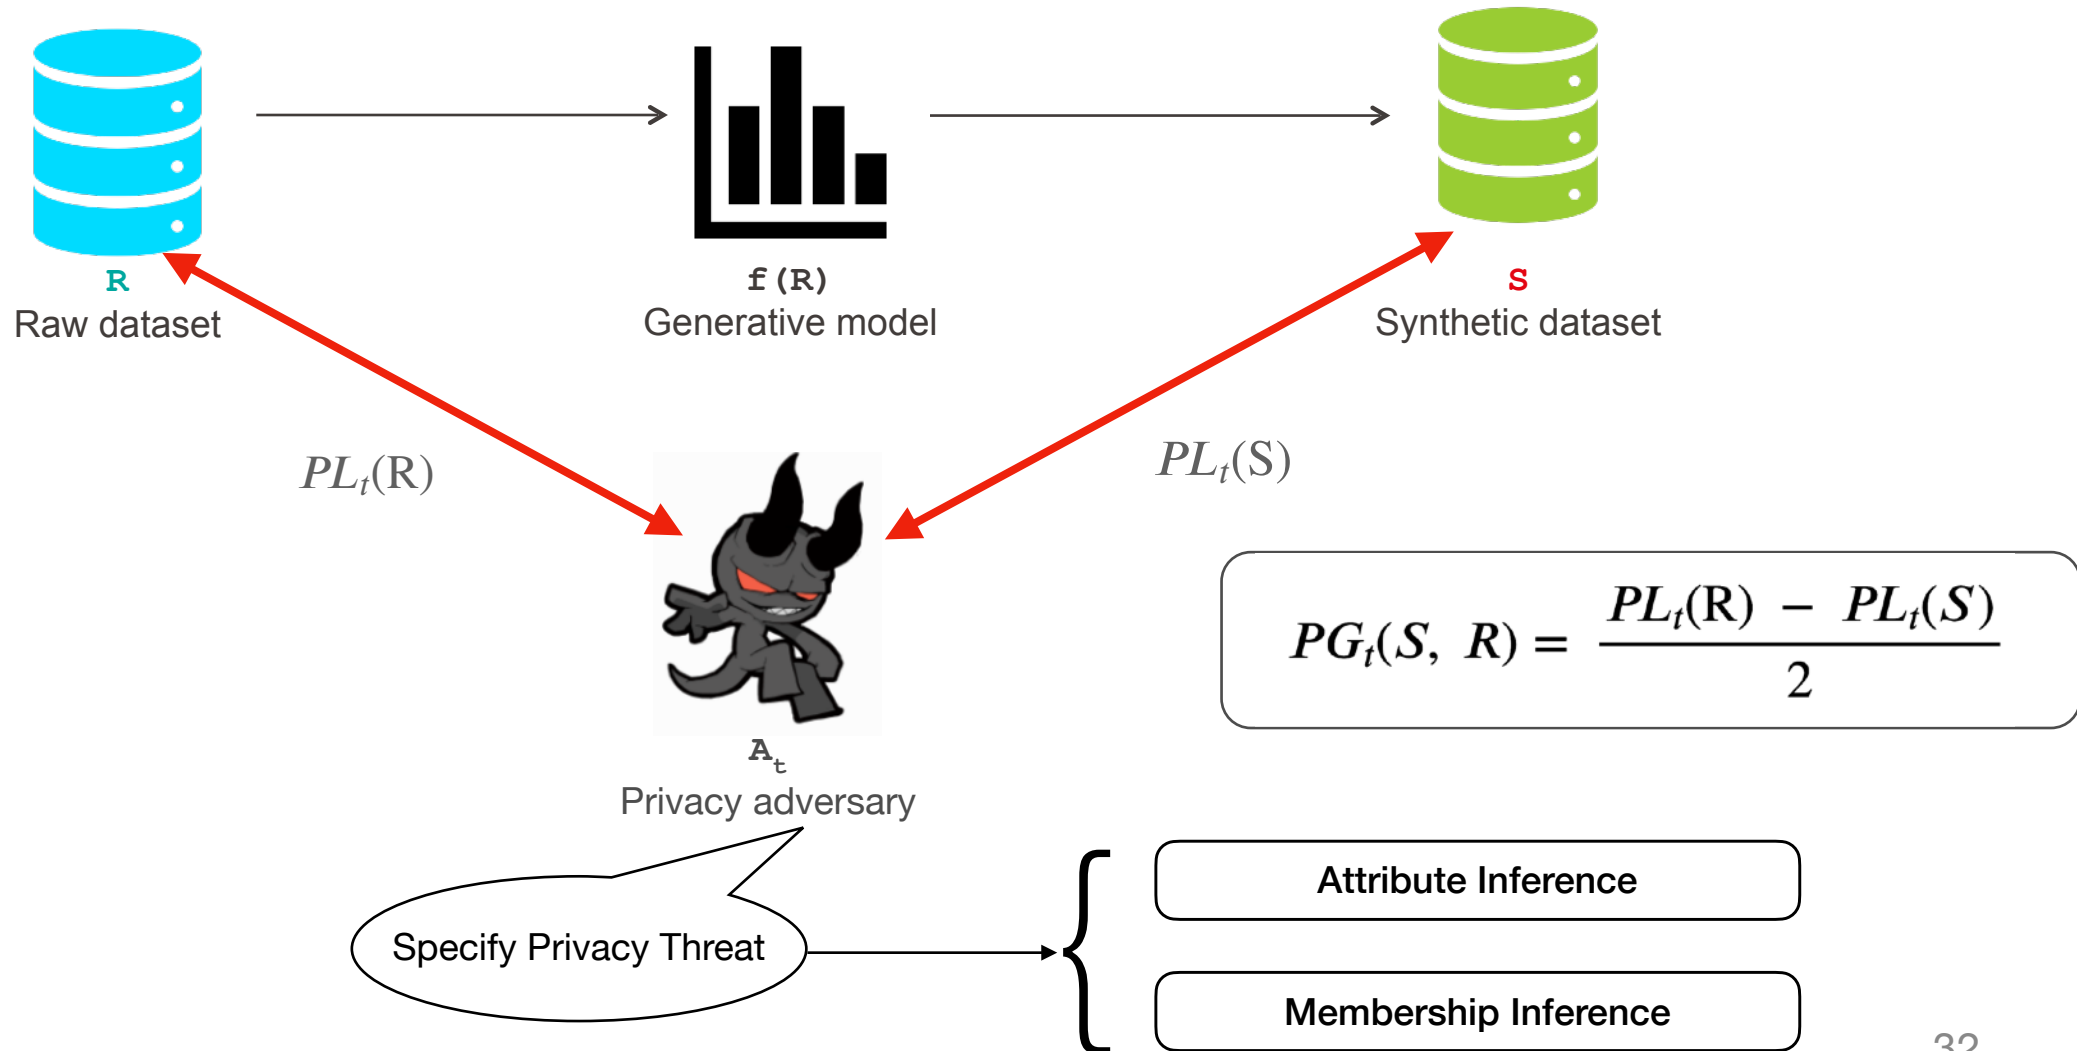 R
Raw dataset
f(R)
Generative model
S
Synthetic dataset
PLₜ(R)
PLₜ(S)
PGₜ(S, R) = (PLₜ(R) − PLₜ(S)) / 2
Aₜ
Privacy adversary
Specify Privacy Threat
Attribute Inference
Membership Inference
32